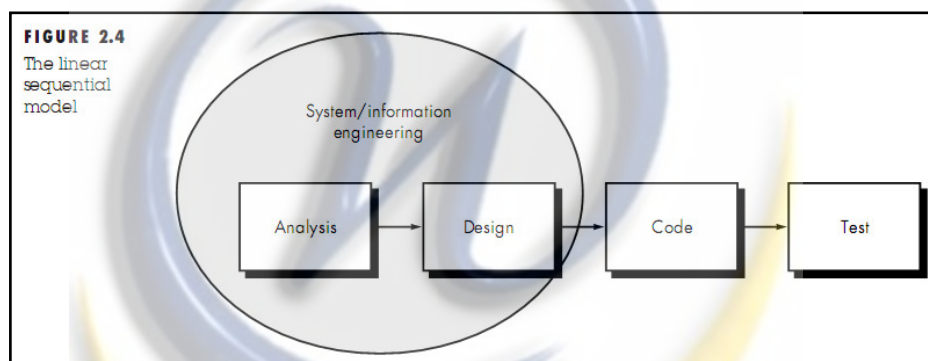 FIGURE 2.4
The linear
sequential
model
System/information
engineering
Analysis
Design
Code
Test